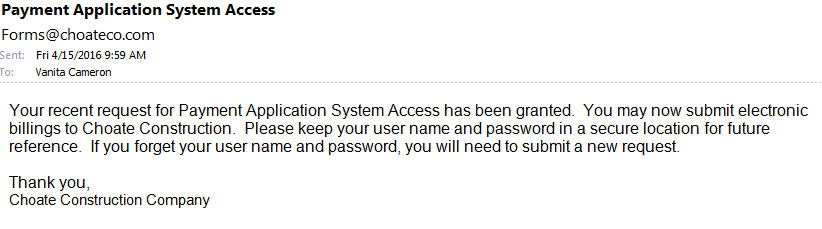 Payment Application System Access
Forms@choateco.com
Sent: Fri 4/15/2016 9:59 AM
To: Vanita Cameron
Your recent request for Payment Application System Access has been granted.  You may now submit electronic
billings to Choate Construction.  Please keep your user name and password in a secure location for future
reference.  If you forget your user name and password, you will need to submit a new request.
Thank you,
Choate Construction Company